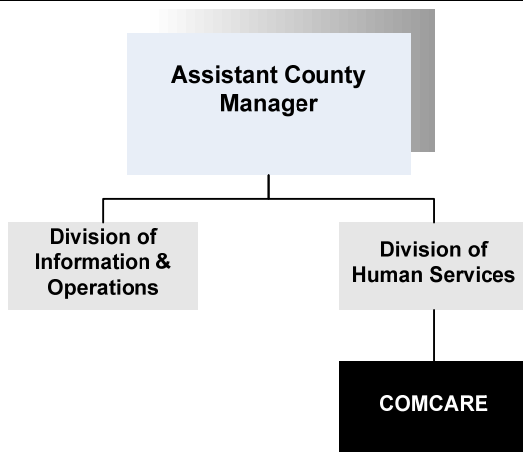 Assistant County
Manager
Division of
Information &
Operations
Division of
Human Services
COMCARE